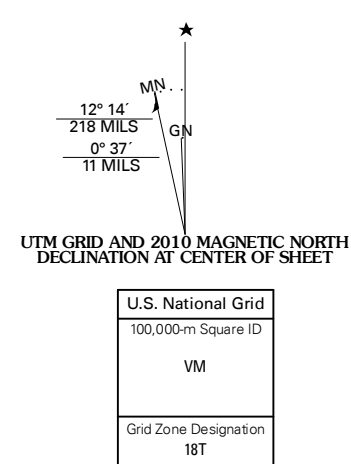 ★
MN
12° 14´
218 MILS
GN
0° 37´
11 MILS
UTM GRID AND 2010 MAGNETIC NORTH
DECLINATION AT CENTER OF SHEET
U.S. National Grid
100,000-m Square ID
VM
Grid Zone Designation
18T